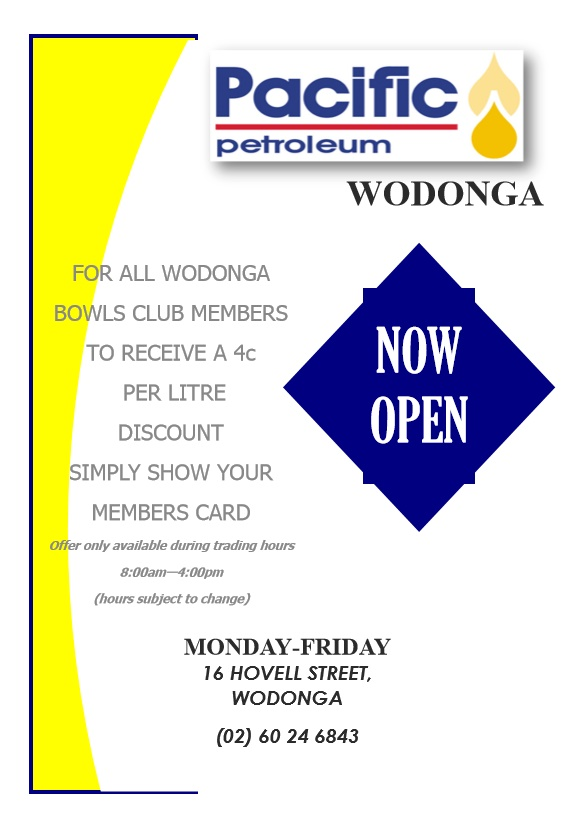 Pacific
petroleum
WODONGA
FOR ALL WODONGA
BOWLS CLUB MEMBERS
TO RECEIVE A 4c
PER LITRE
DISCOUNT
SIMPLY SHOW YOUR
MEMBERS CARD
Offer only available during trading hours
8:00am—4:00pm
(hours subject to change)
NOW
OPEN
MONDAY-FRIDAY
16 HOVELL STREET,
WODONGA
(02) 60 24 6843